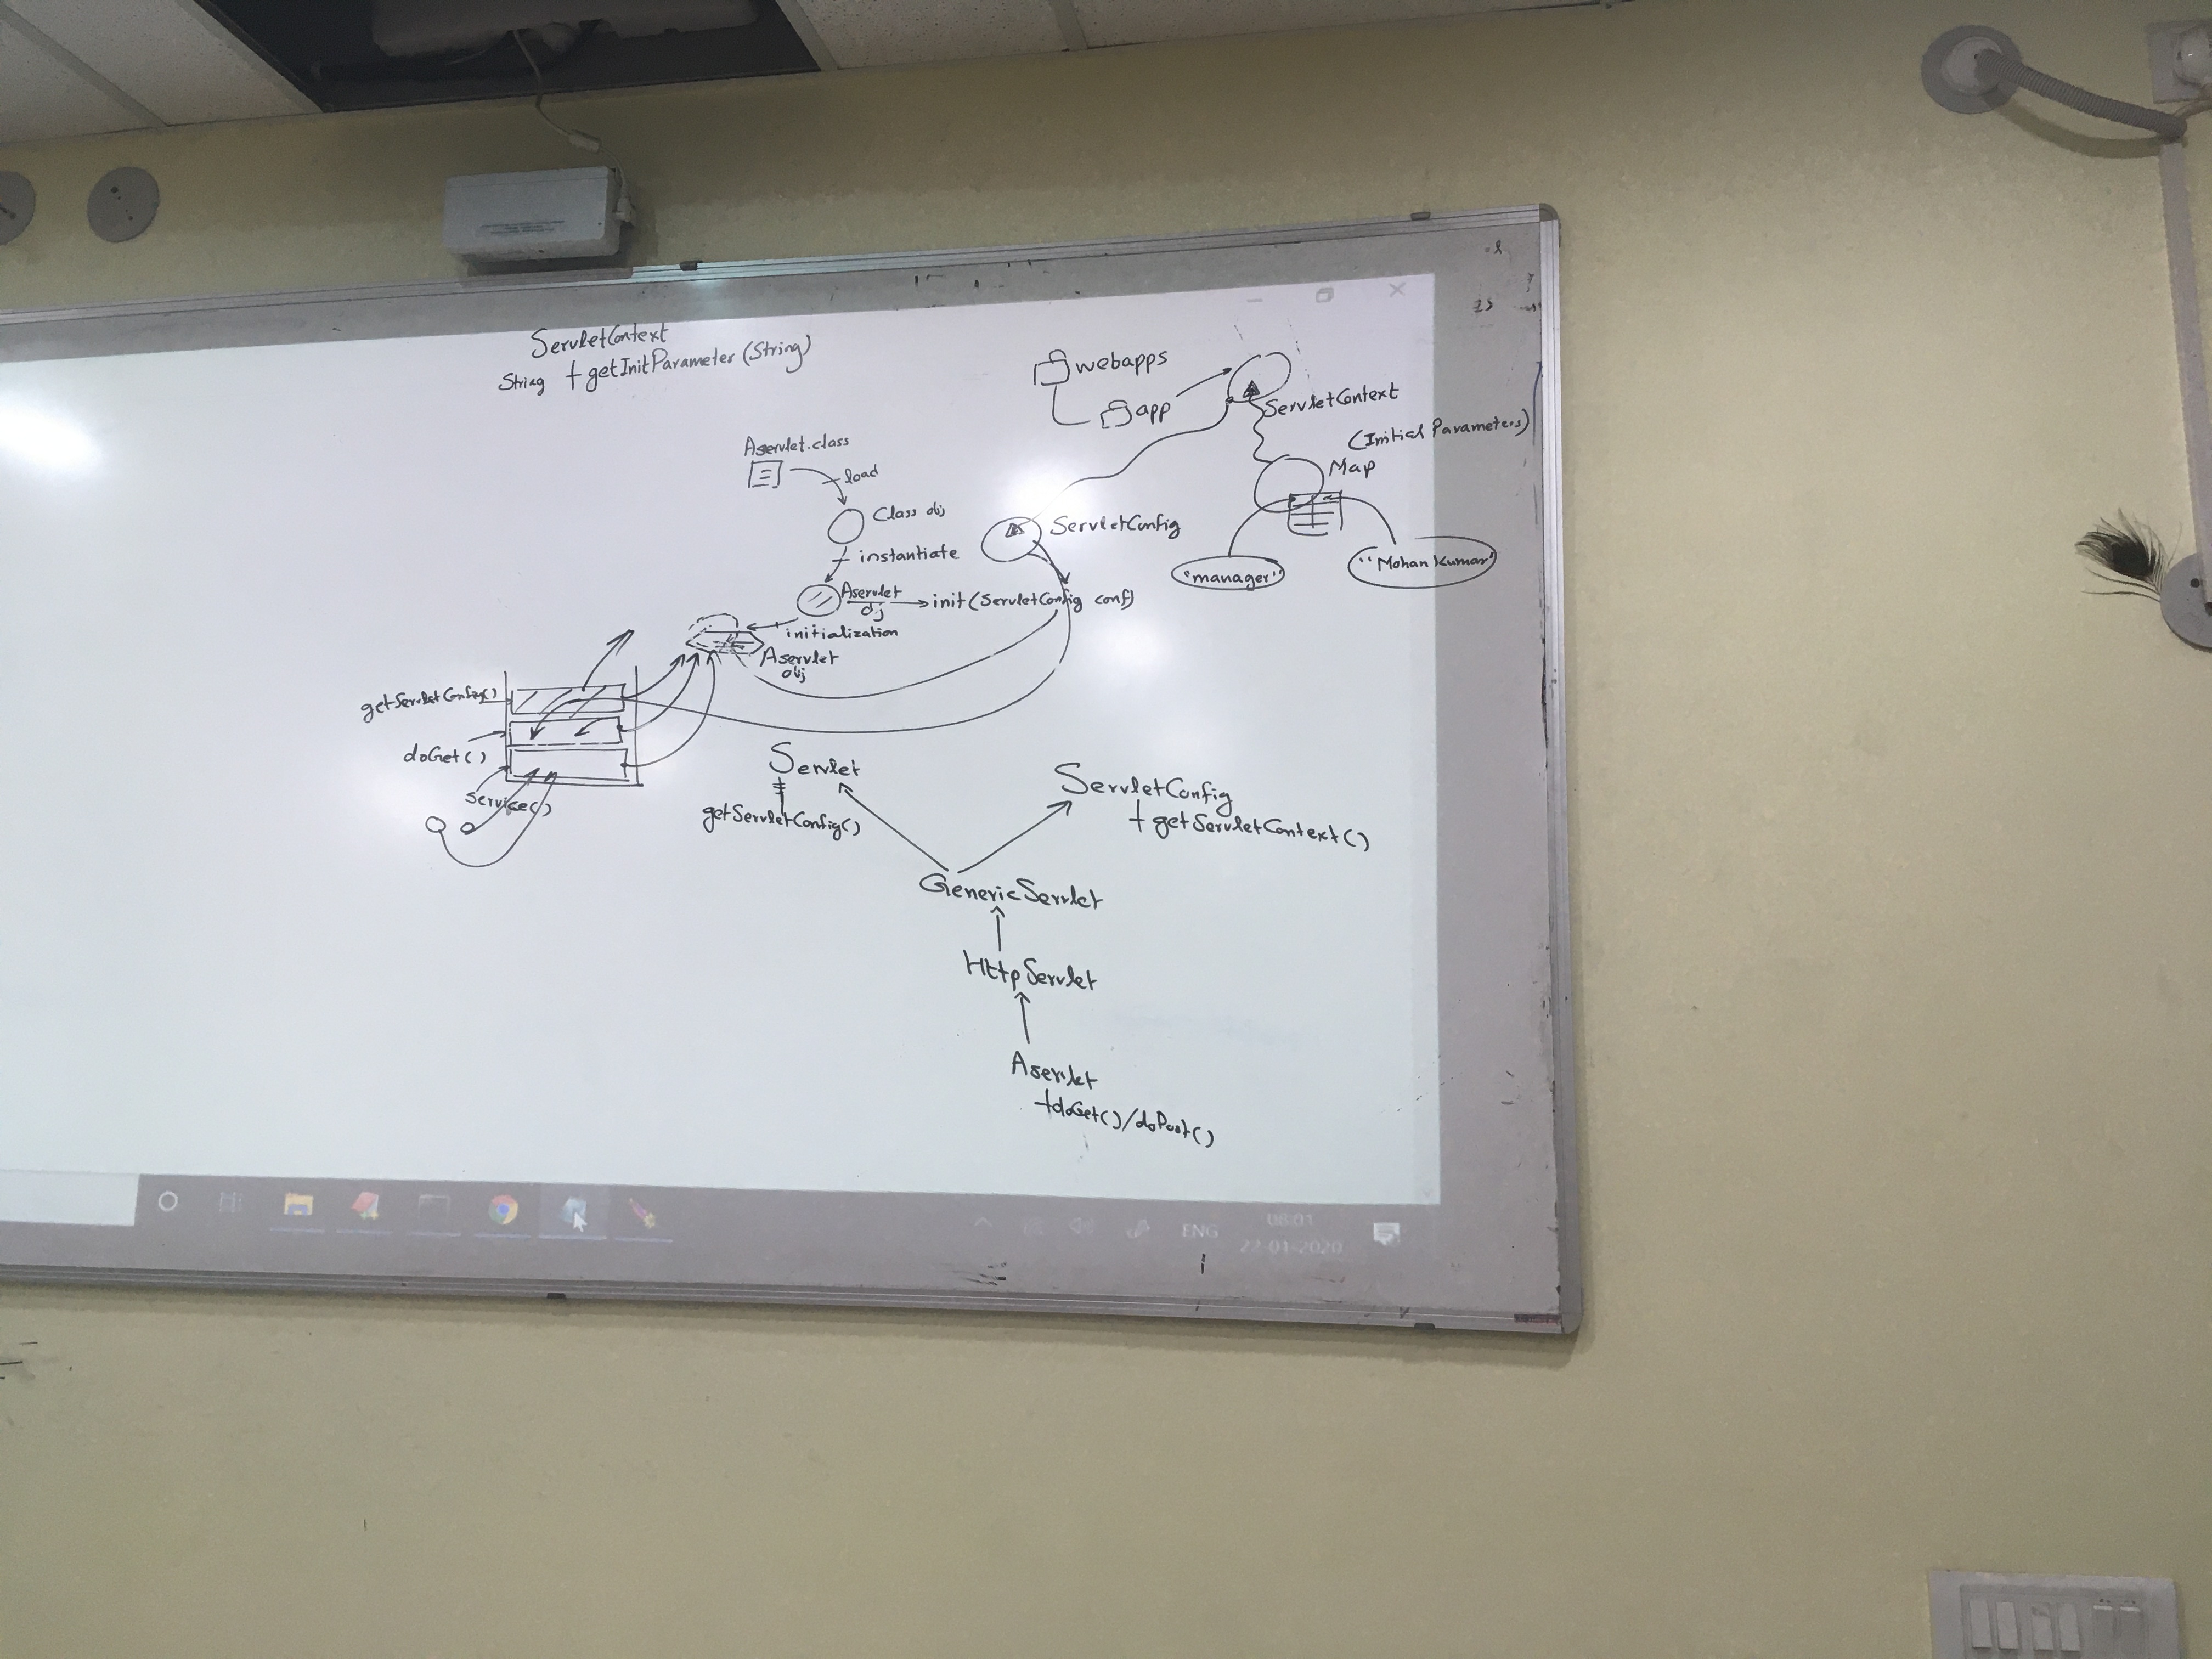 ServletContext
String + getInitParameter (String)
webapps
app
ServletContext
(Initial Parameters)
Map
"manager"
"Mohan Kumar"
Aservlet.class
load
Class obj
instantiate
ServletConfig
Aservlet
obj
init (ServletConfig conf)
initialization
Aservlet
obj
getServletConfig()
doGet()
Service()
Servlet
getServletConfig()
ServletConfig
+ getServletContext()
GenericServlet
HttpServlet
Aservlet
+doGet()/doPost()
ENG
08:01
22-01-2020